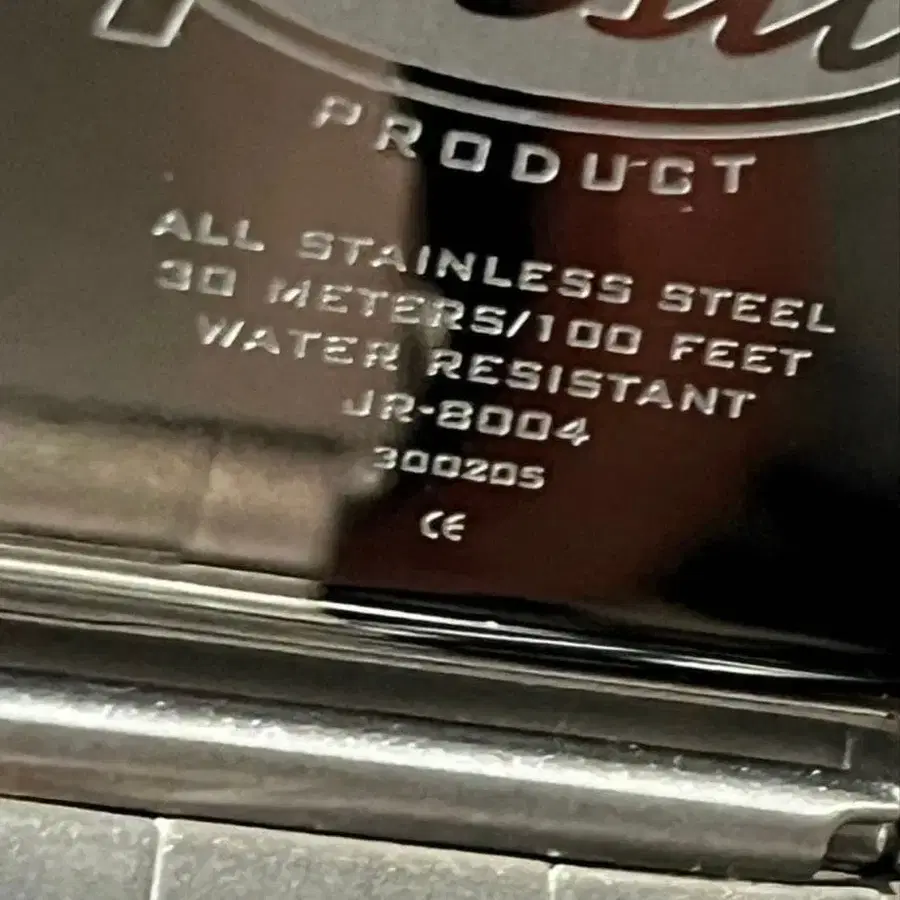 PRODUCT
ALL STAINLESS STEEL
30 METERS/100 FEET
WATER RESISTANT
JR-8004
300205
CE